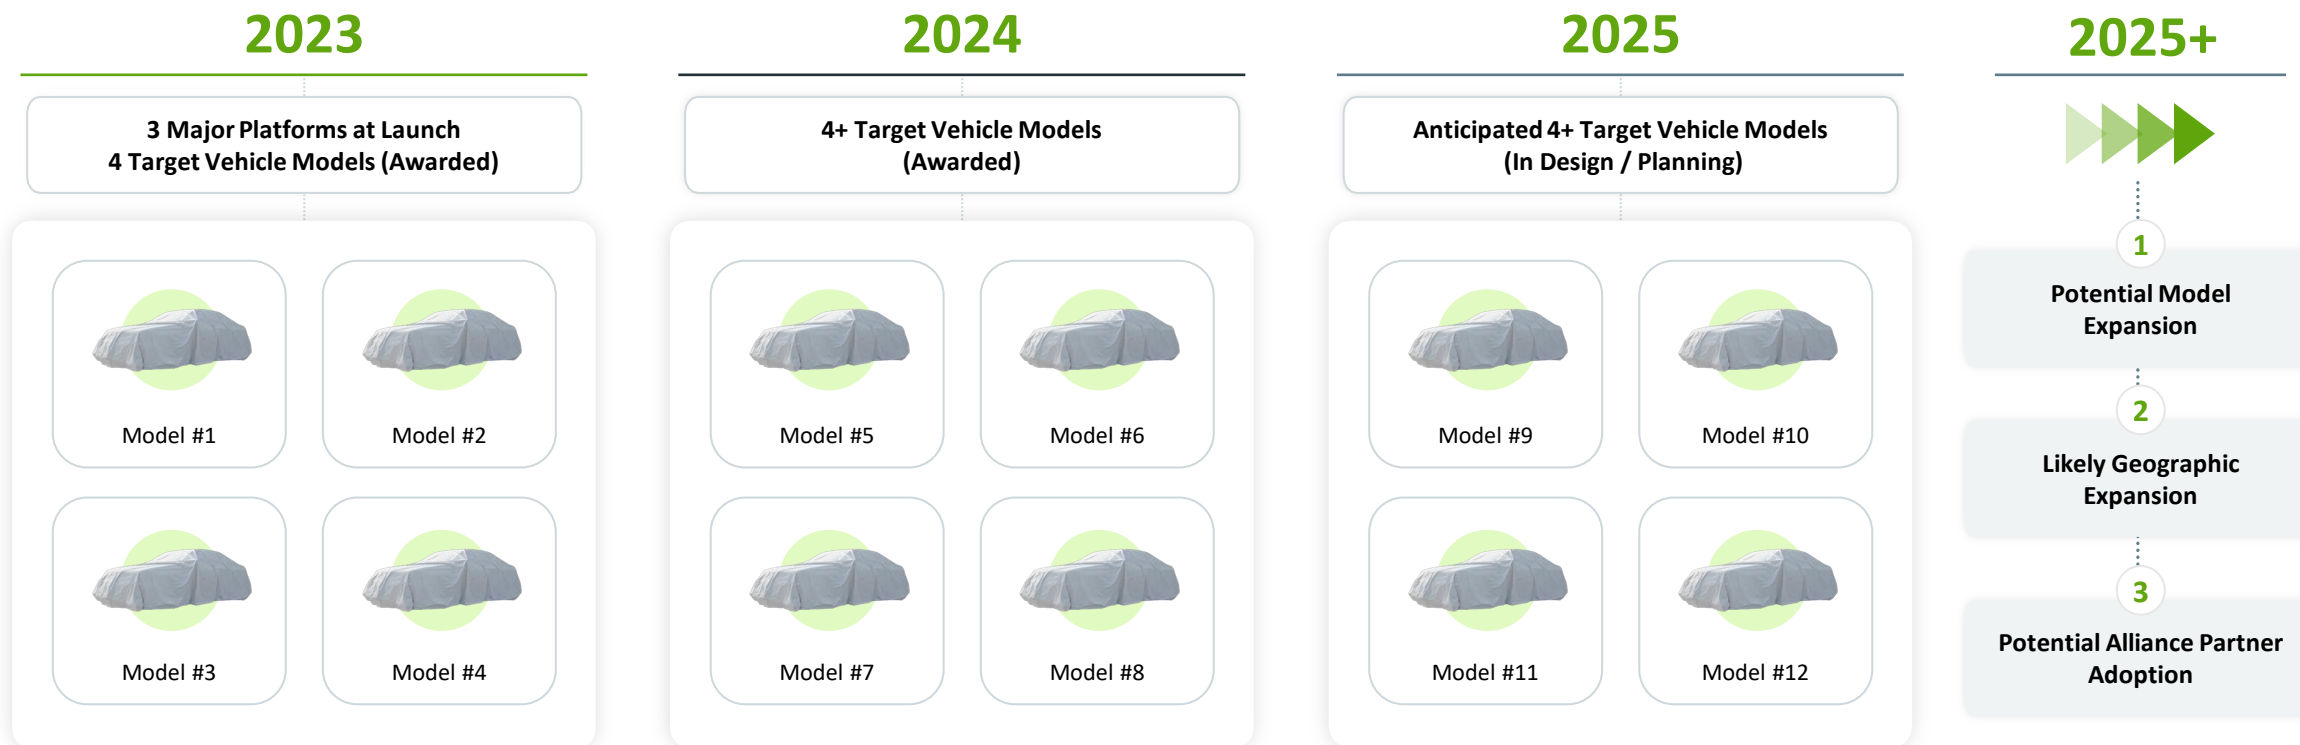 2023
3 Major Platforms at Launch
4 Target Vehicle Models (Awarded)
Model #1
Model #2
Model #3
Model #4
2024
4+ Target Vehicle Models
(Awarded)
Model #5
Model #6
Model #7
Model #8
2025
Anticipated 4+ Target Vehicle Models
(In Design / Planning)
Model #9
Model #10
Model #11
Model #12
2025+
1
Potential Model
Expansion
2
Likely Geographic
Expansion
3
Potential Alliance Partner
Adoption